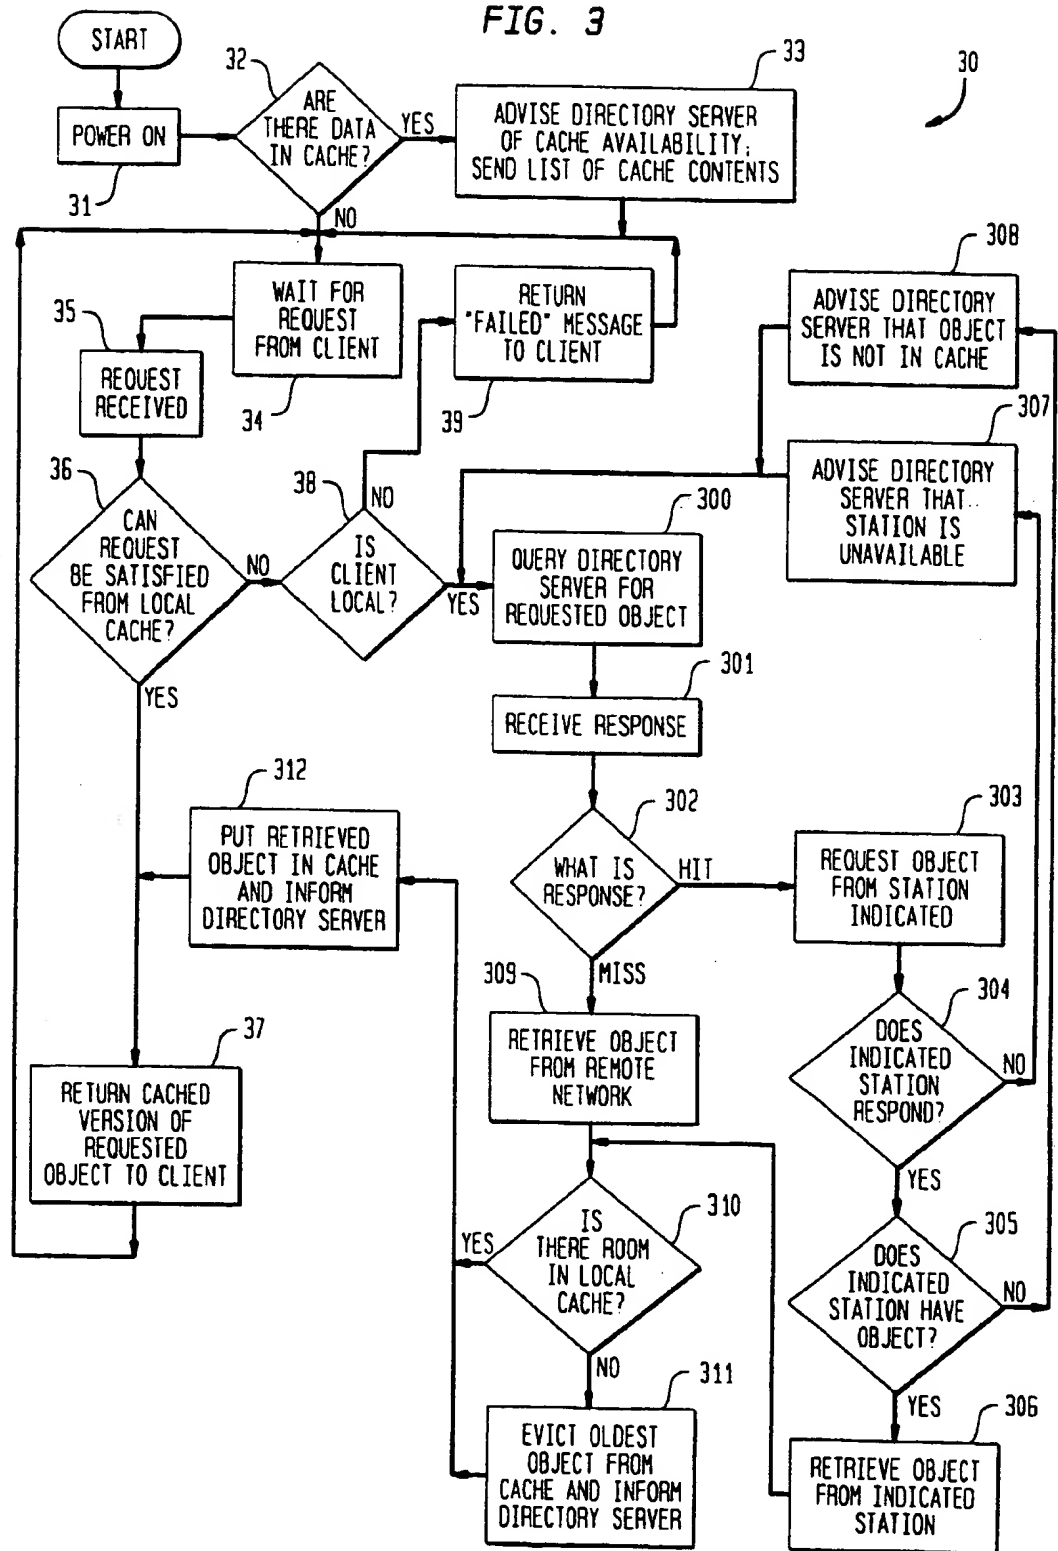 FIG. 3
START
32
33
30
ARE
THERE DATA
IN CACHE?
YES
ADVISE DIRECTORY SERVER
OF CACHE AVAILABILITY;
SEND LIST OF CACHE CONTENTS
POWER ON
31
NO
308
WAIT FOR
REQUEST
FROM CLIENT
34
RETURN
"FAILED" MESSAGE
TO CLIENT
39
ADVISE DIRECTORY
SERVER THAT OBJECT
IS NOT IN CACHE
35
REQUEST
RECEIVED
307
ADVISE DIRECTORY
SERVER THAT
STATION IS
UNAVAILABLE
36
CAN
REQUEST
BE SATISFIED
FROM LOCAL
CACHE?
NO
YES
38
NO
IS
CLIENT
LOCAL?
YES
300
QUERY DIRECTORY
SERVER FOR
REQUESTED OBJECT
301
RECEIVE RESPONSE
302
WHAT IS
RESPONSE?
HIT
MISS
303
REQUEST OBJECT
FROM STATION
INDICATED
312
PUT RETRIEVED
OBJECT IN CACHE
AND INFORM
DIRECTORY SERVER
309
RETRIEVE OBJECT
FROM REMOTE
NETWORK
304
DOES
INDICATED
STATION
RESPOND?
NO
YES
37
RETURN CACHED
VERSION OF
REQUESTED
OBJECT TO CLIENT
310
IS
THERE ROOM
IN LOCAL
CACHE?
YES
NO
305
DOES
INDICATED
STATION HAVE
OBJECT?
NO
YES
311
EVICT OLDEST
OBJECT FROM
CACHE AND INFORM
DIRECTORY SERVER
306
RETRIEVE OBJECT
FROM INDICATED
STATION